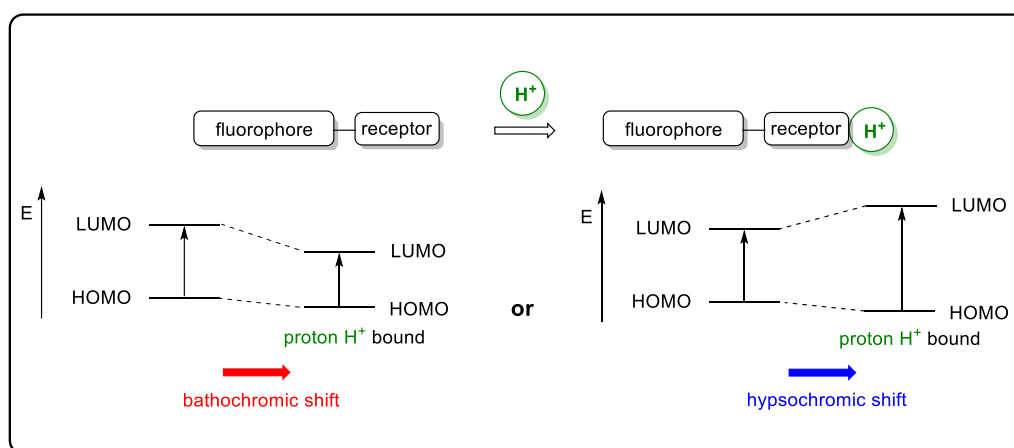 H+
fluorophore receptor
fluorophore receptor H+
E
LUMO
LUMO
HOMO
HOMO
proton H+ bound
bathochromic shift
or
E
LUMO
LUMO
HOMO
HOMO
proton H+ bound
hypsochromic shift